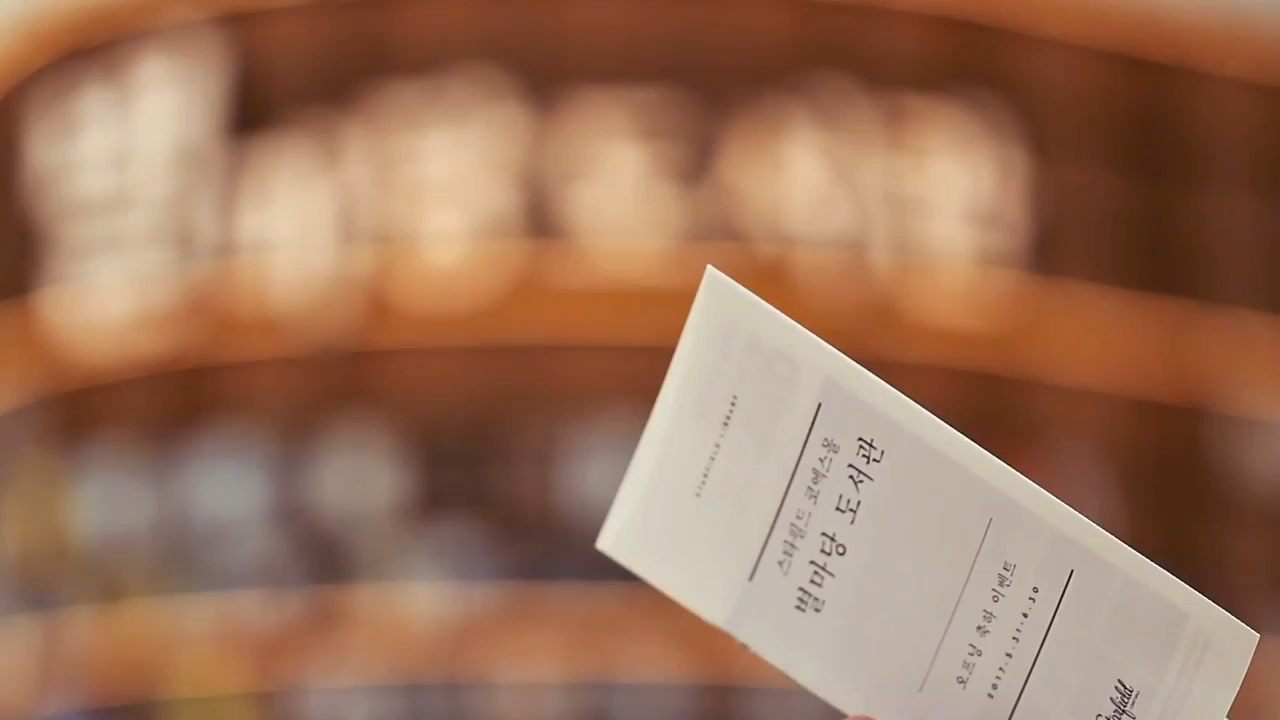 STARFIELD LIBRARY
스타필드 코엑스몰
별마당 도서관
오프닝 축하 이벤트
2017.5.31-6.30
Starfield